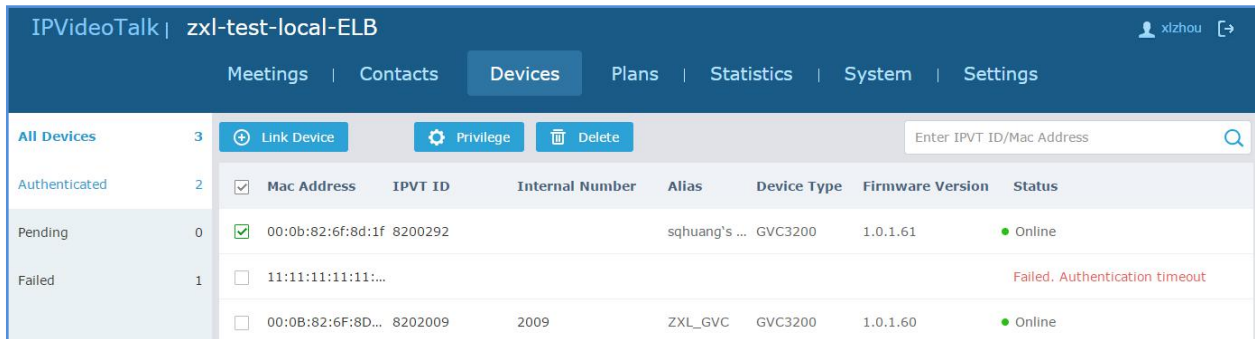 IPVideoTalk | zxl-test-local-ELB
xlzhou
Meetings | Contacts Devices Plans | Statistics | System | Settings
All Devices 3
Link Device Privilege Delete Enter IPVT ID/Mac Address
Authenticated 2
Mac Address IPVT ID Internal Number Alias Device Type Firmware Version Status
Pending 0
00:0b:82:6f:8d:1f 8200292 sqhuang's ... GVC3200 1.0.1.61 Online
Failed 1
11:11:11:11:11:... Failed. Authentication timeout
00:0B:82:6F:8D... 8202009 2009 ZXL_GVC GVC3200 1.0.1.60 Online